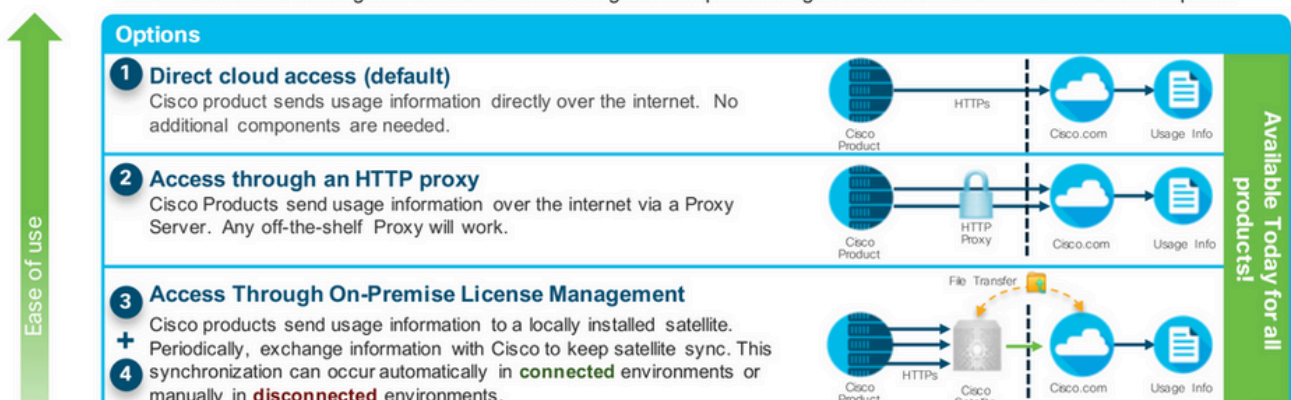 Options
1 Direct cloud access (default)
Cisco product sends usage information directly over the internet. No
additional components are needed.
HTTPs
Cisco
Product
Cisco.com
Usage Info
2 Access through an HTTP proxy
Cisco Products send usage information over the internet via a Proxy
Server. Any off-the-shelf Proxy will work.
HTTP
Proxy
Cisco
Product
Cisco.com
Usage Info
3 Access Through On-Premise License Management
+
4
Cisco products send usage information to a locally installed satellite.
Periodically, exchange information with Cisco to keep satellite sync. This
synchronization can occur automatically in connected environments or
manually in disconnected environments.
File Transfer
HTTPs
Cisco
Product
Cisco
Cisco.com
Usage Info
Ease of use
Available Today for all
products!